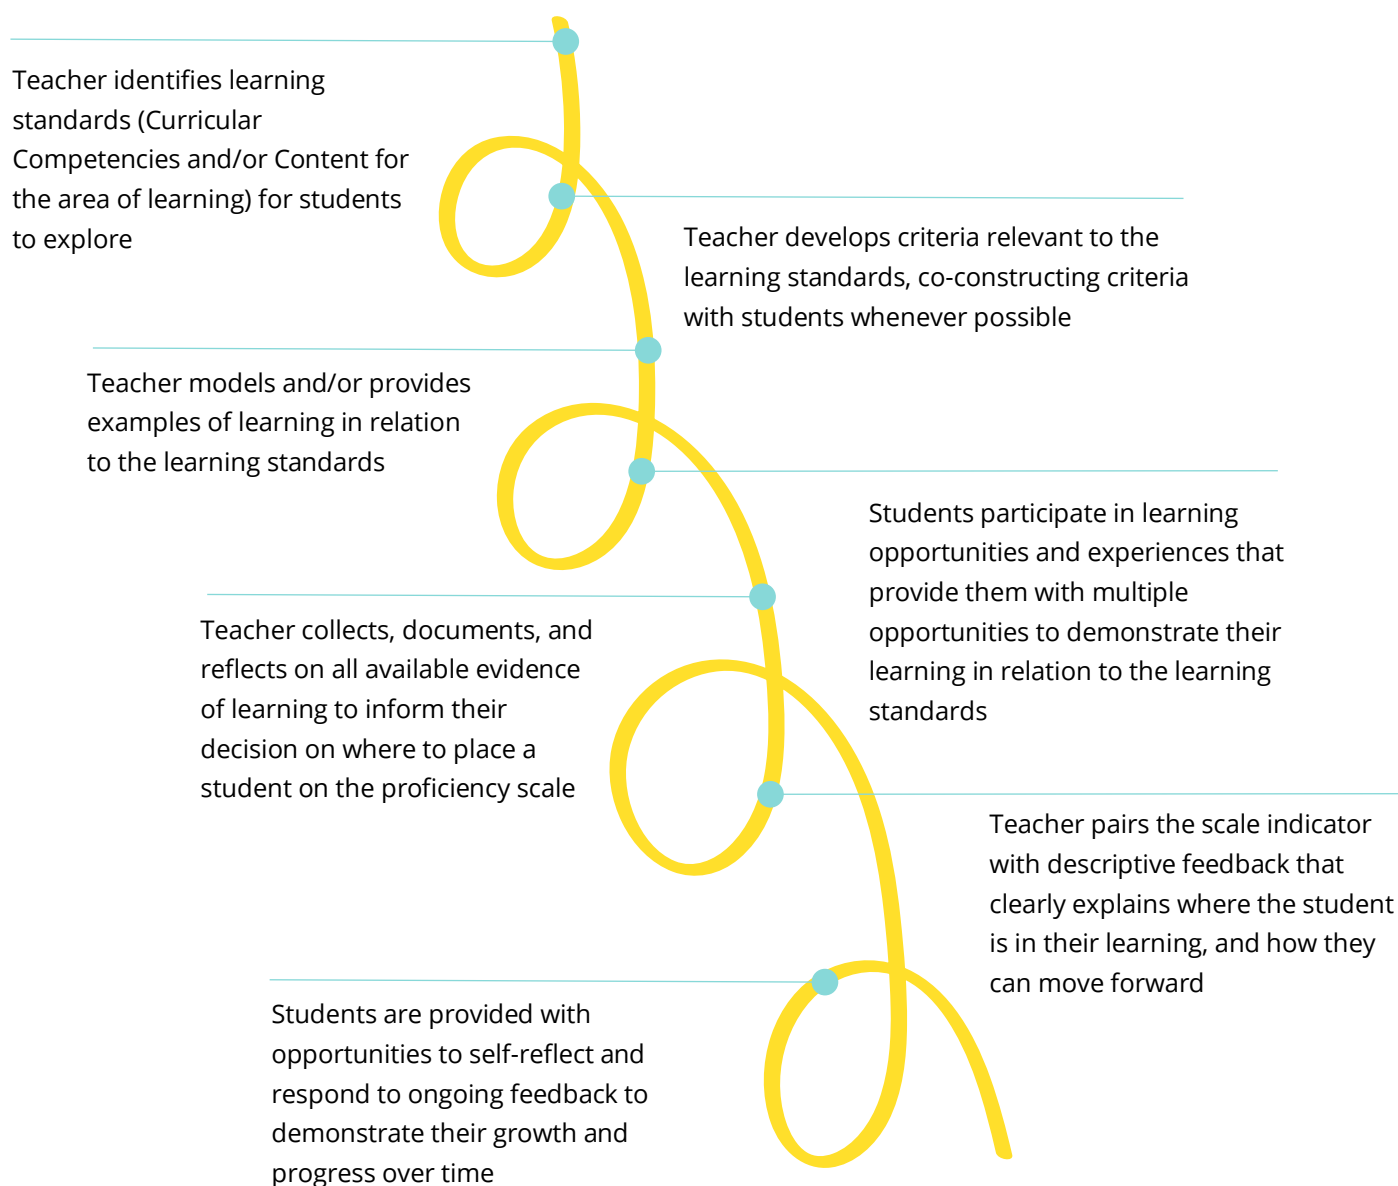 Teacher identifies learning
standards (Curricular
Competencies and/or Content for
the area of learning) for students
to explore
Teacher develops criteria relevant to the
learning standards, co-constructing criteria
with students whenever possible
Teacher models and/or provides
examples of learning in relation
to the learning standards
Students participate in learning
opportunities and experiences that
provide them with multiple
opportunities to demonstrate their
learning in relation to the learning
standards
Teacher collects, documents, and
reflects on all available evidence
of learning to inform their
decision on where to place a
student on the proficiency scale
Teacher pairs the scale indicator
with descriptive feedback that
clearly explains where the student
is in their learning, and how they
can move forward
Students are provided with
opportunities to self-reflect and
respond to ongoing feedback to
demonstrate their growth and
progress over time